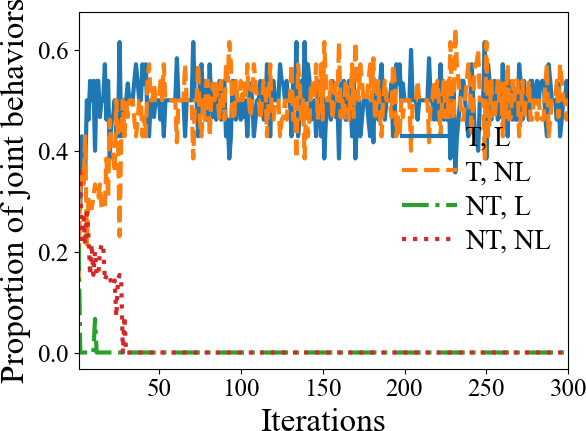 Proportion of joint behaviors
0.6
0.4
0.2
0.0
T, L
T, NL
NT, L
NT, NL
50 100 150 200 250 300
Iterations